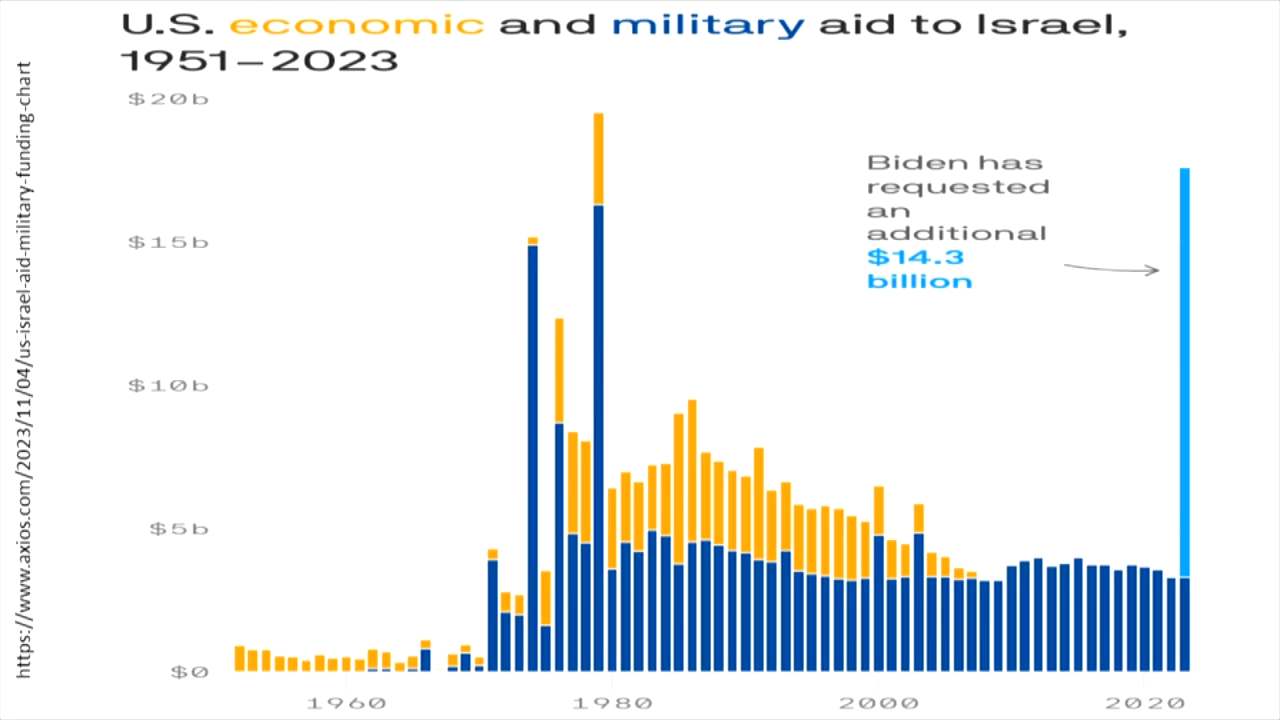 U.S. economic and military aid to Israel,
1951–2023
$20b
$15b
$10b
$5b
$0
Biden has
requested
an
additional
$14.3
billion
1960
1980
2000
2020
https://www.axios.com/2023/11/04/us-israel-aid-military-funding-chart